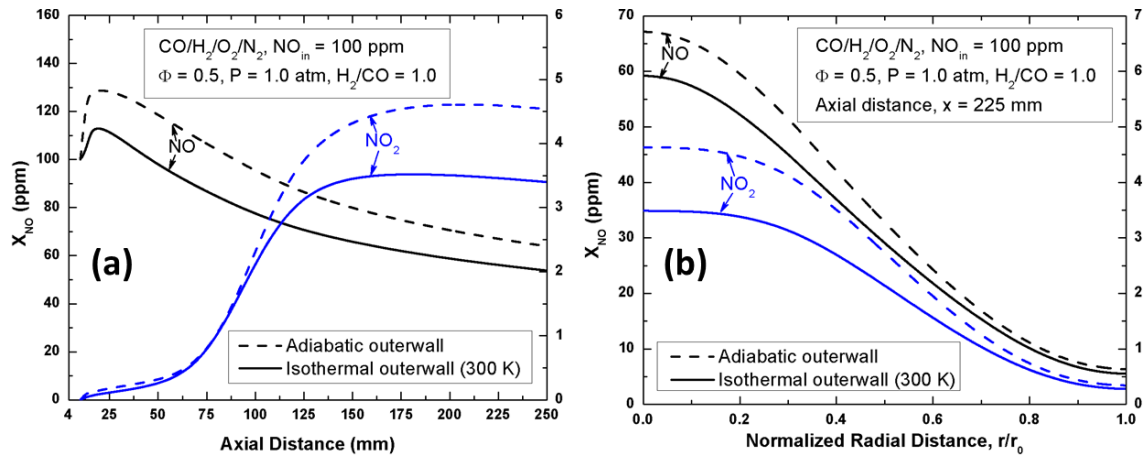 CO/H₂/O₂/N₂, NOᵢₙ = 100 ppm
Φ = 0.5, P = 1.0 atm, H₂/CO = 1.0
NO
NO₂
(a)
Adiabatic outerwall
Isothermal outerwall (300 K)
X_NO (ppm)
160
140
120
100
80
60
40
20
0
6
5
4
3
2
1
0
4 25 50 75 100 125 150 175 200 225 250
Axial Distance (mm)
CO/H₂/O₂/N₂, NOᵢₙ = 100 ppm
Φ = 0.5, P = 1.0 atm, H₂/CO = 1.0
Axial distance, x = 225 mm
NO
NO₂
(b)
Adiabatic outerwall
Isothermal outerwall (300 K)
X_NO (ppm)
70
60
50
40
30
20
10
0
7
6
5
4
3
2
1
0
0.0 0.2 0.4 0.6 0.8 1.0
Normalized Radial Distance, r/r₀